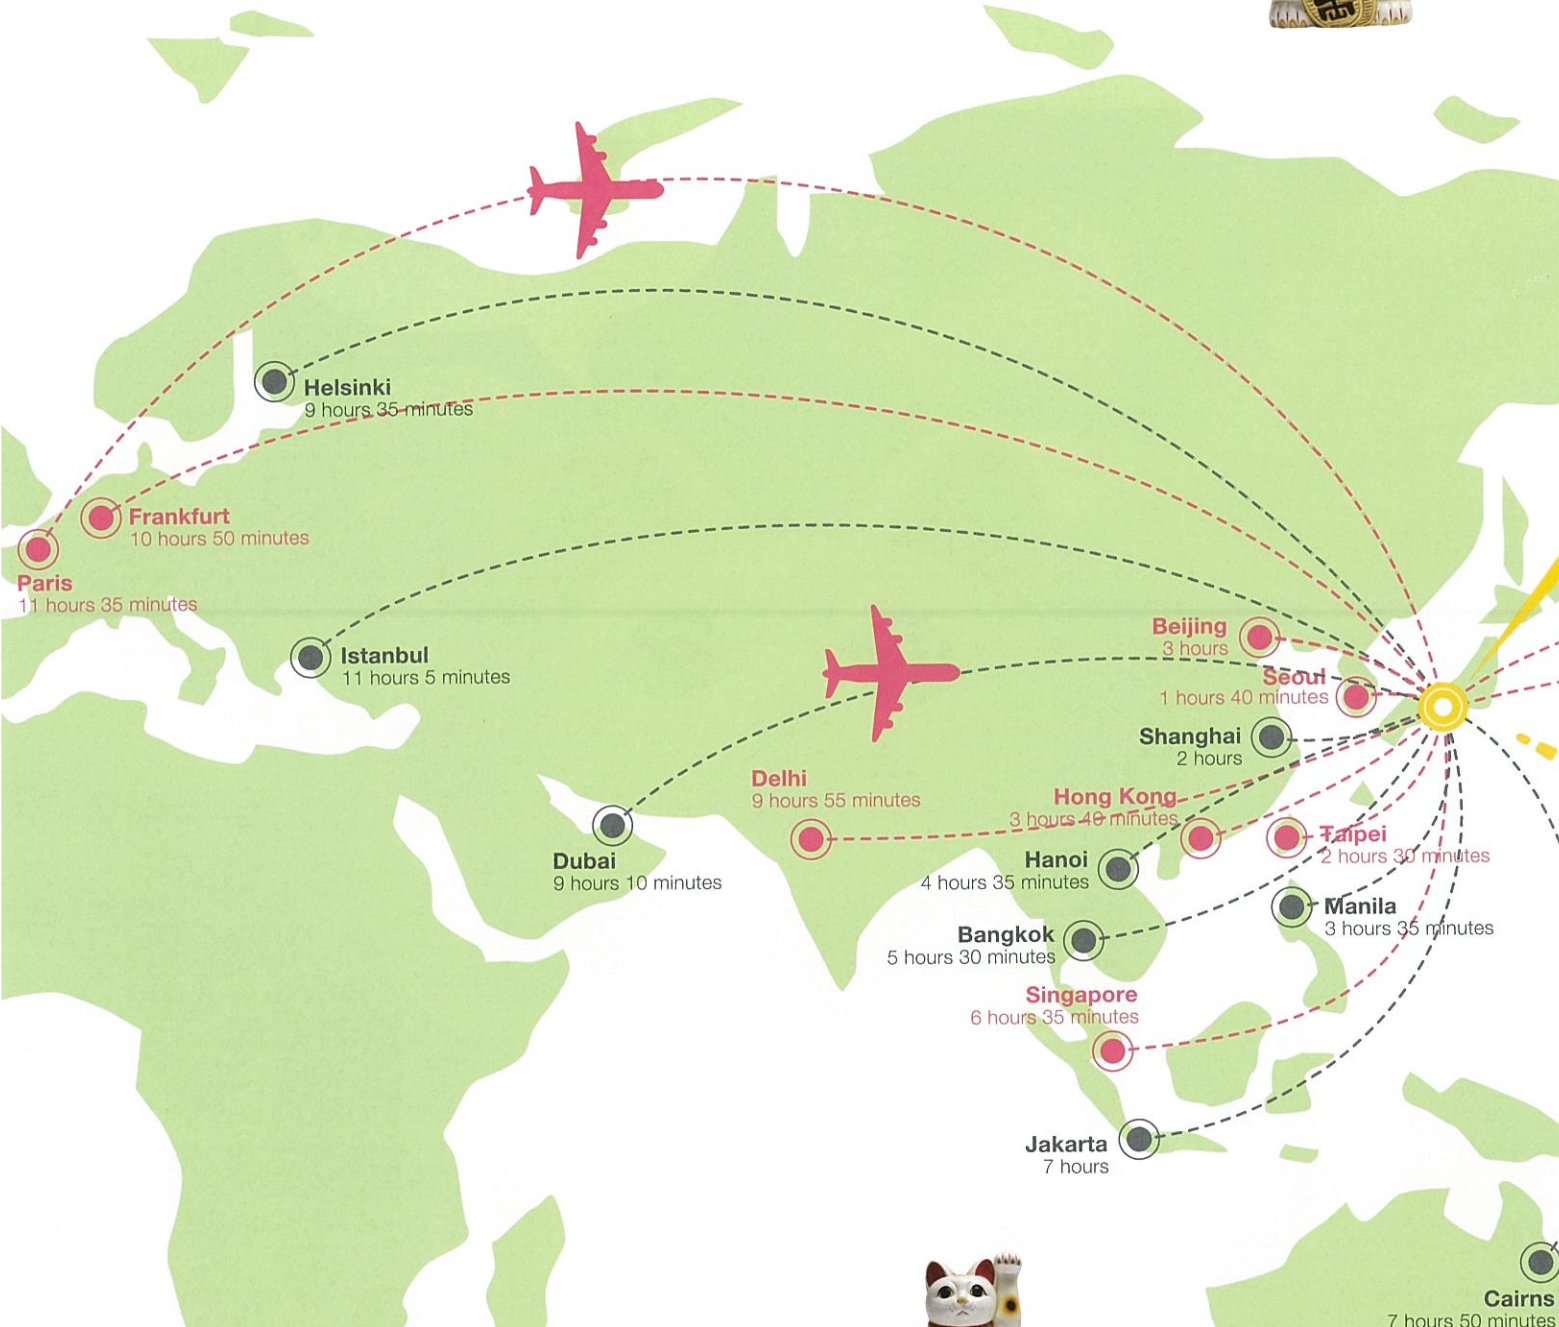 Helsinki
9 hours 35 minutes
Frankfurt
10 hours 50 minutes
Paris
11 hours 35 minutes
Istanbul
11 hours 5 minutes
Beijing
3 hours
Seoul
1 hours 40 minutes
Shanghai
2 hours
Delhi
9 hours 55 minutes
Hong Kong
3 hours 40 minutes
Taipei
2 hours 30 minutes
Dubai
9 hours 10 minutes
Hanoi
4 hours 35 minutes
Manila
3 hours 35 minutes
Bangkok
5 hours 30 minutes
Singapore
6 hours 35 minutes
Jakarta
7 hours
Cairns
7 hours 50 minutes